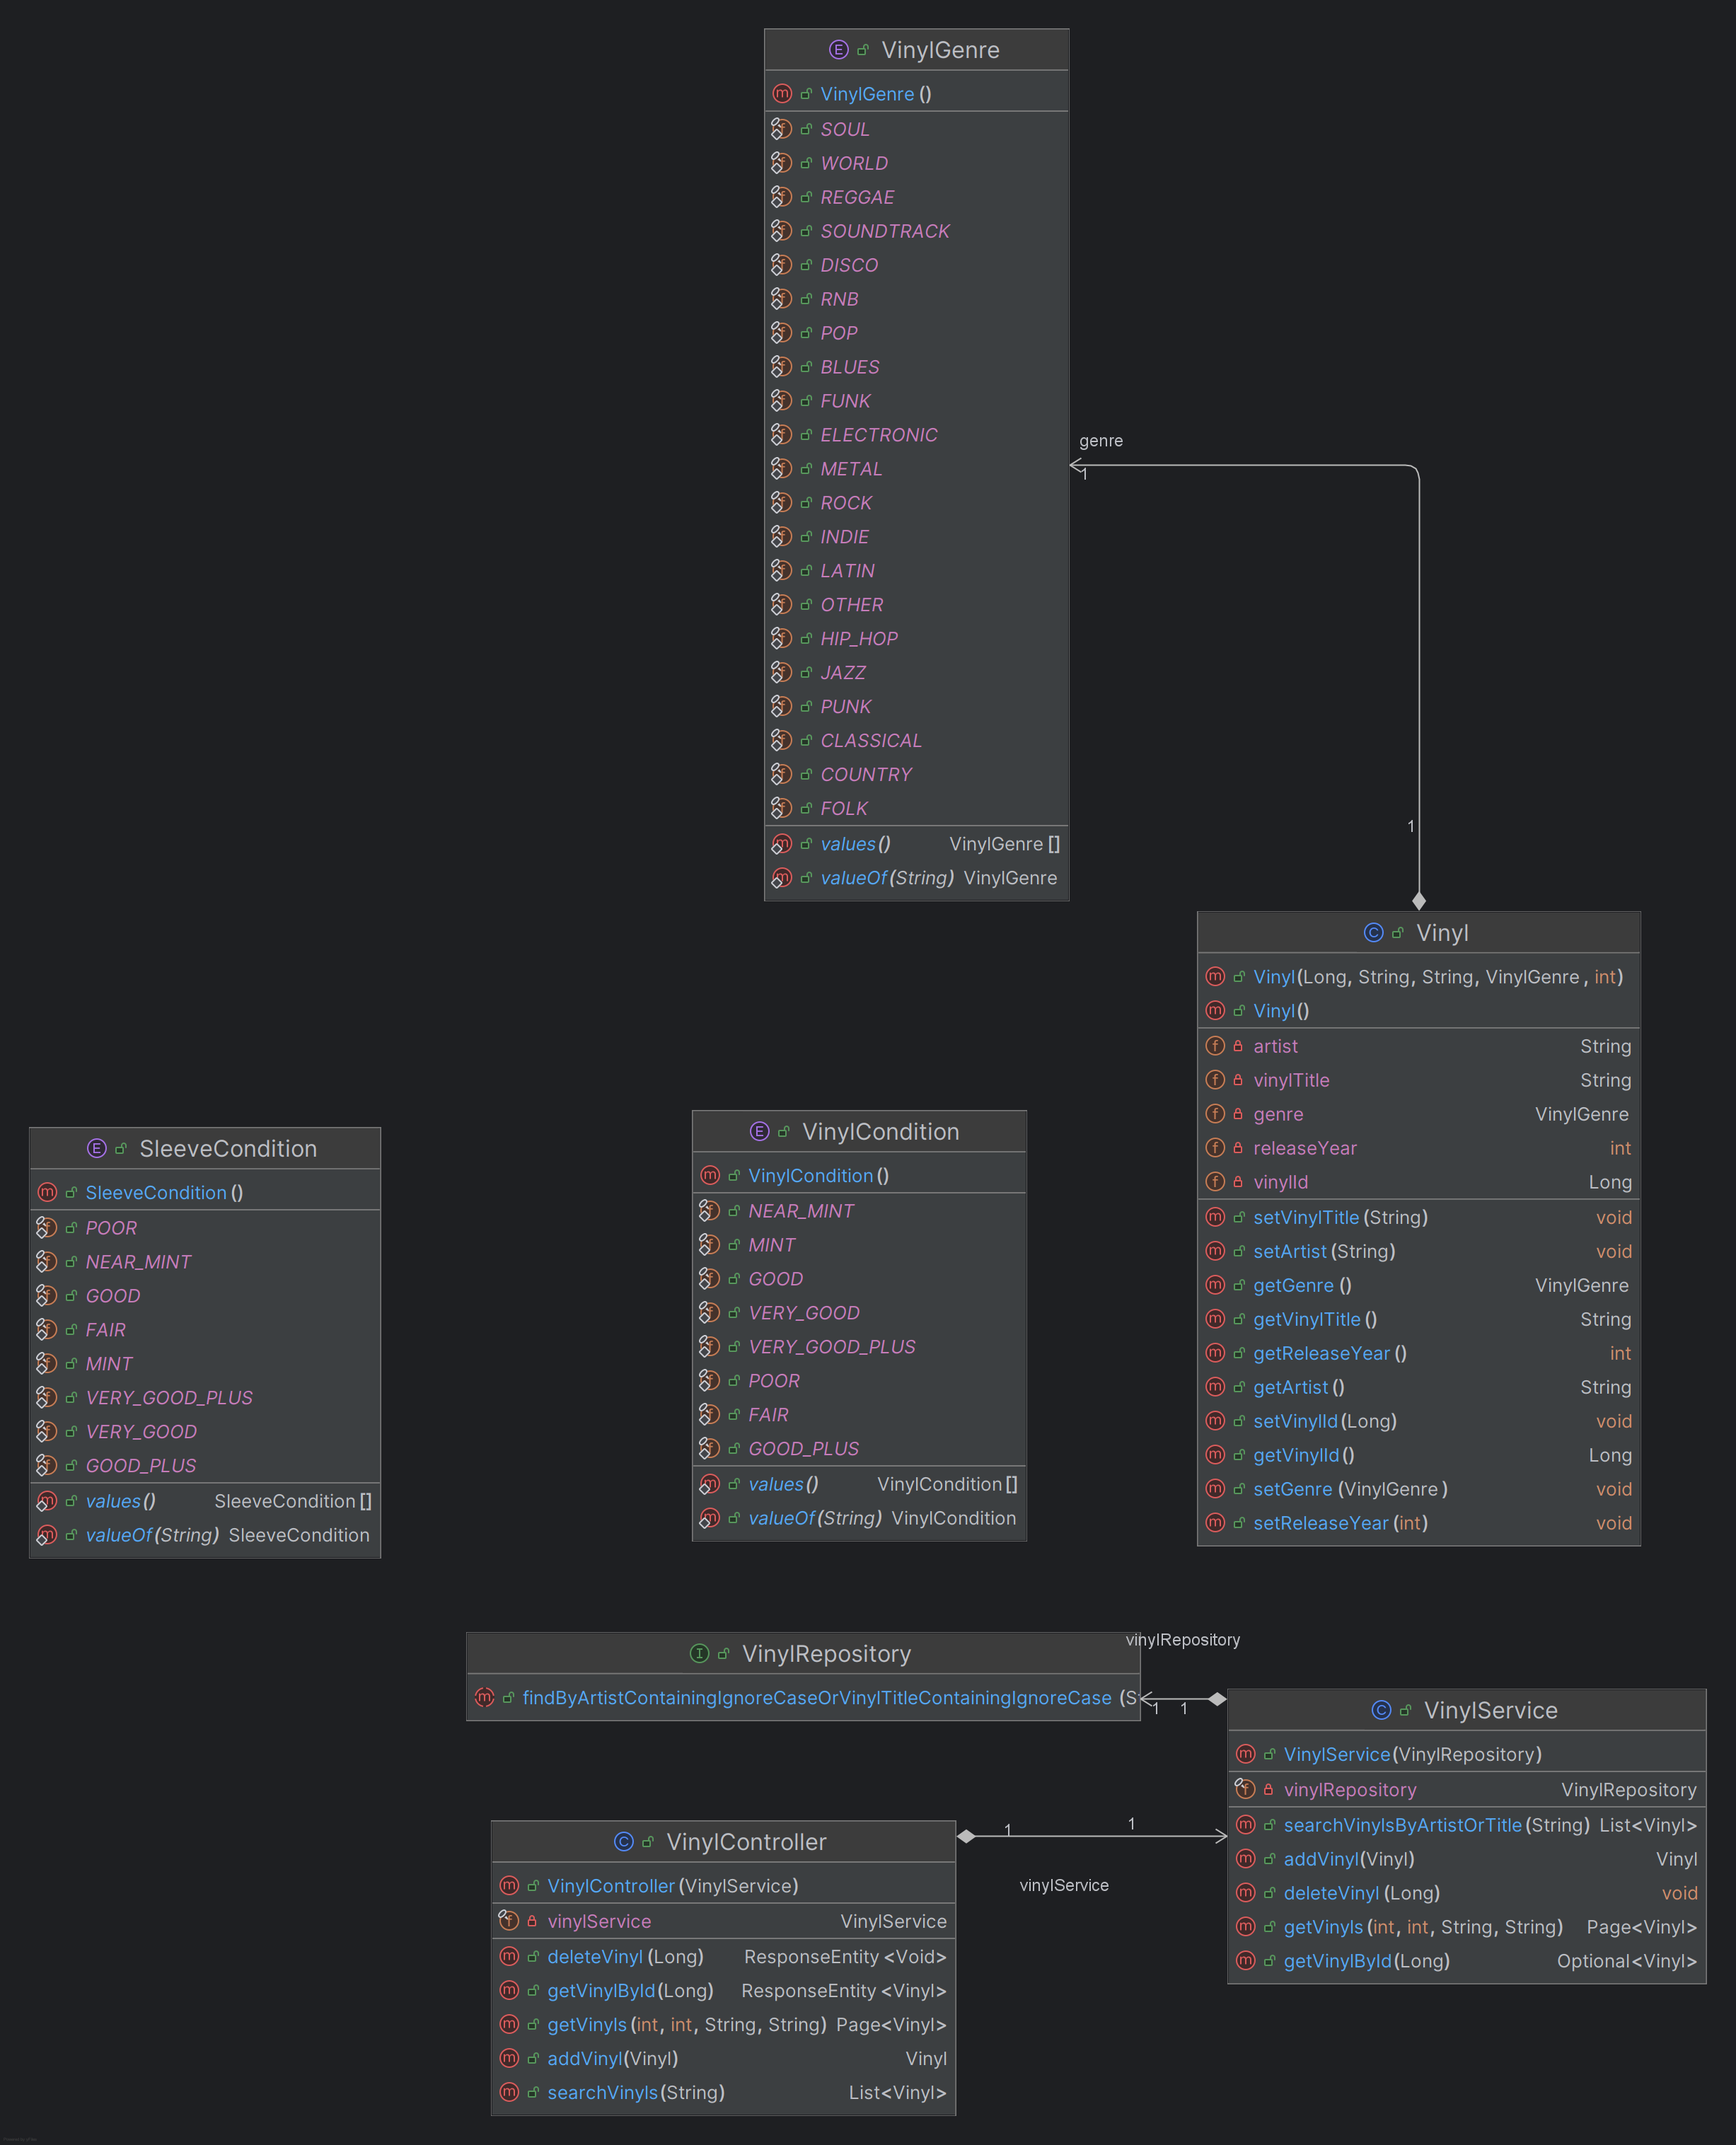 VinylGenre
VinylGenre()
SOUL
WORLD
REGGAE
SOUNDTRACK
DISCO
RNB
POP
BLUES
FUNK
ELECTRONIC
METAL
ROCK
INDIE
LATIN
OTHER
HIP_HOP
JAZZ
PUNK
CLASSICAL
COUNTRY
FOLK
values() VinylGenre[]
valueOf(String) VinylGenre
genre
1
1
Vinyl
Vinyl(Long, String, String, VinylGenre, int)
Vinyl()
artist String
vinylTitle String
genre VinylGenre
releaseYear int
vinylId Long
setVinylTitle(String) void
setArtist(String) void
getGenre() VinylGenre
getVinylTitle() String
getReleaseYear() int
getArtist() String
setVinylId(Long) void
getVinylId() Long
setGenre(VinylGenre) void
setReleaseYear(int) void
SleeveCondition
SleeveCondition()
POOR
NEAR_MINT
GOOD
FAIR
MINT
VERY_GOOD_PLUS
VERY_GOOD
GOOD_PLUS
values() SleeveCondition[]
valueOf(String) SleeveCondition
VinylCondition
VinylCondition()
NEAR_MINT
MINT
GOOD
VERY_GOOD
VERY_GOOD_PLUS
POOR
FAIR
GOOD_PLUS
values() VinylCondition[]
valueOf(String) VinylCondition
VinylRepository
findByArtistContainingIgnoreCaseOrVinylTitleContainingIgnoreCase(S
vinylRepository
1 1
VinylService
VinylService(VinylRepository)
vinylRepository VinylRepository
searchVinylsByArtistOrTitle(String) List<Vinyl>
addVinyl(Vinyl) Vinyl
deleteVinyl(Long) void
getVinyls(int, int, String, String) Page<Vinyl>
getVinylById(Long) Optional<Vinyl>
1 1
vinylService
VinylController
VinylController(VinylService)
vinylService VinylService
deleteVinyl(Long) ResponseEntity<Void>
getVinylById(Long) ResponseEntity<Vinyl>
getVinyls(int, int, String, String) Page<Vinyl>
addVinyl(Vinyl) Vinyl
searchVinyls(String) List<Vinyl>